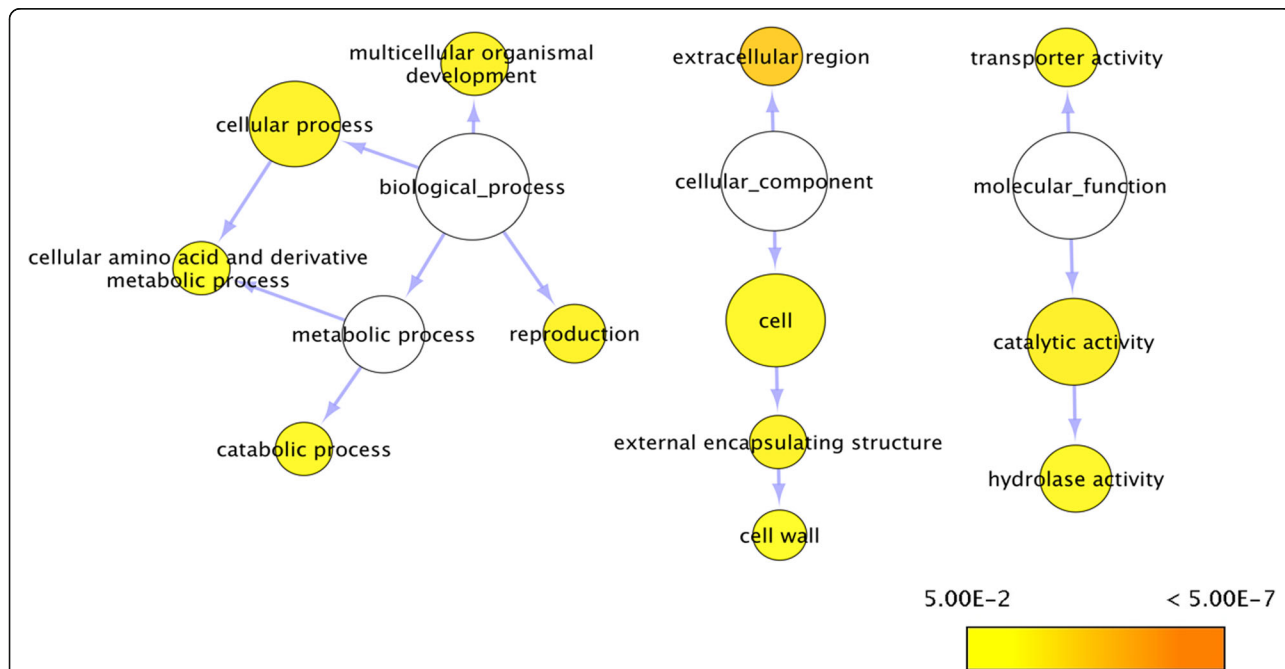 multicellular organismal
development
cellular process
biological_process
cellular amino acid and derivative
metabolic process
metabolic process
reproduction
catabolic process
extracellular region
cellular_component
cell
external encapsulating structure
cell wall
transporter activity
molecular_function
catalytic activity
hydrolase activity
5.00E-2
< 5.00E-7